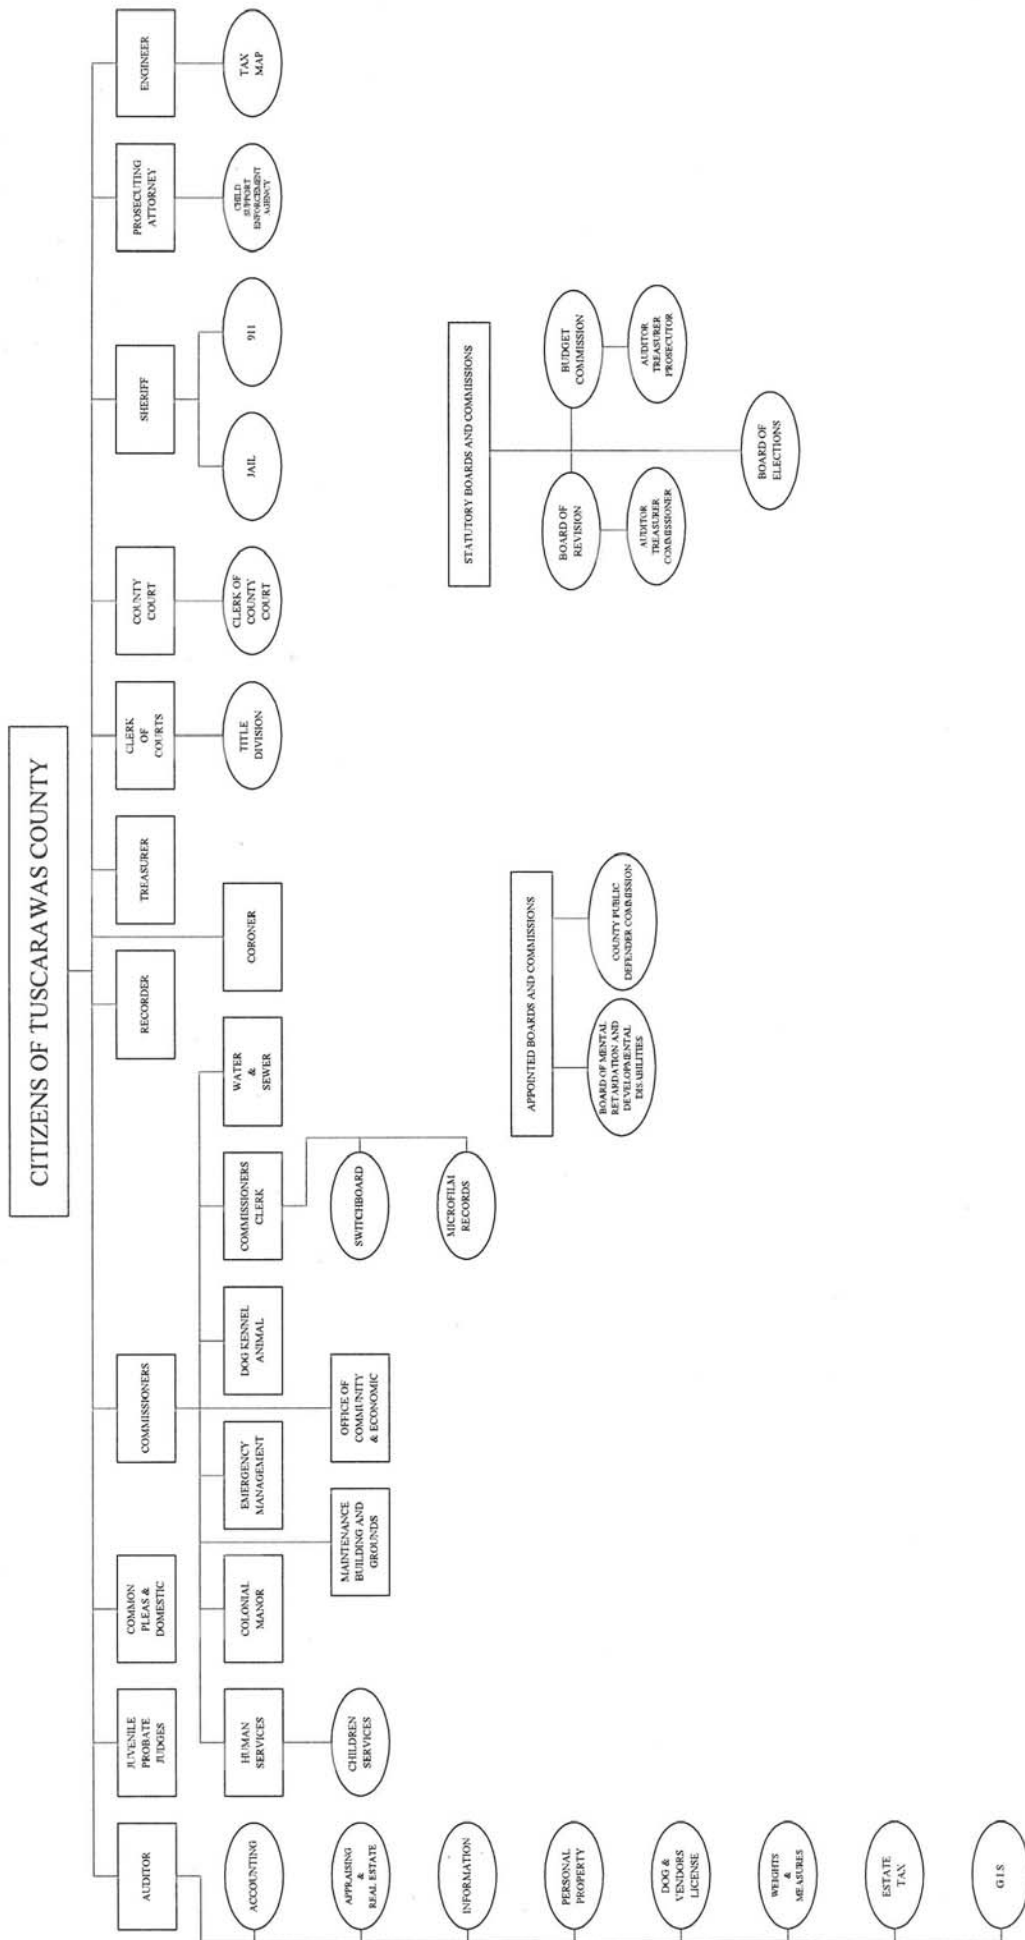 CITIZENS OF TUSCARAWAS COUNTY
AUDITOR
JUVENILE
PROBATE
JUDGES
COMMON
PLEAS &
DOMESTIC
COMMISSIONERS
RECORDER
TREASURER
CLERK
OF
COURTS
COUNTY
COURT
SHERIFF
PROSECUTING
ATTORNEY
ENGINEER
ACCOUNTING
HUMAN
SERVICES
COLONIAL
MANOR
EMERGENCY
MANAGEMENT
DOG KENNEL
ANIMAL
COMMISSIONERS
CLERK
WATER
&
SEWER
CORONER
TITLE
DIVISION
CLERK OF
COUNTY
COURT
JAIL
911
CHILD
SUPPORT
ENFORCEMENT
AGENCY
TAX
MAP
APPRAISING
&
REAL ESTATE
CHILDREN
SERVICES
MAINTENANCE
BUILDING AND
GROUNDS
OFFICE OF
COMMUNITY
& ECONOMIC
SWITCHBOARD
INFORMATION
MICROFILM
RECORDS
PERSONAL
PROPERTY
DOG &
VENDORS
LICENSE
WEIGHTS
&
MEASURES
ESTATE
TAX
G I S
APPOINTED BOARDS AND COMMISSIONS
BOARD OF MENTAL
RETARDATION AND
DEVELOPMENTAL
DISABILITIES
COUNTY PUBLIC
DEFENDER COMMISSION
STATUTORY BOARDS AND COMMISSIONS
BOARD OF
REVISION
BUDGET
COMMISSION
AUDITOR
TREASURER
COMMISSIONER
AUDITOR
TREASURER
PROSECUTOR
BOARD OF
ELECTIONS